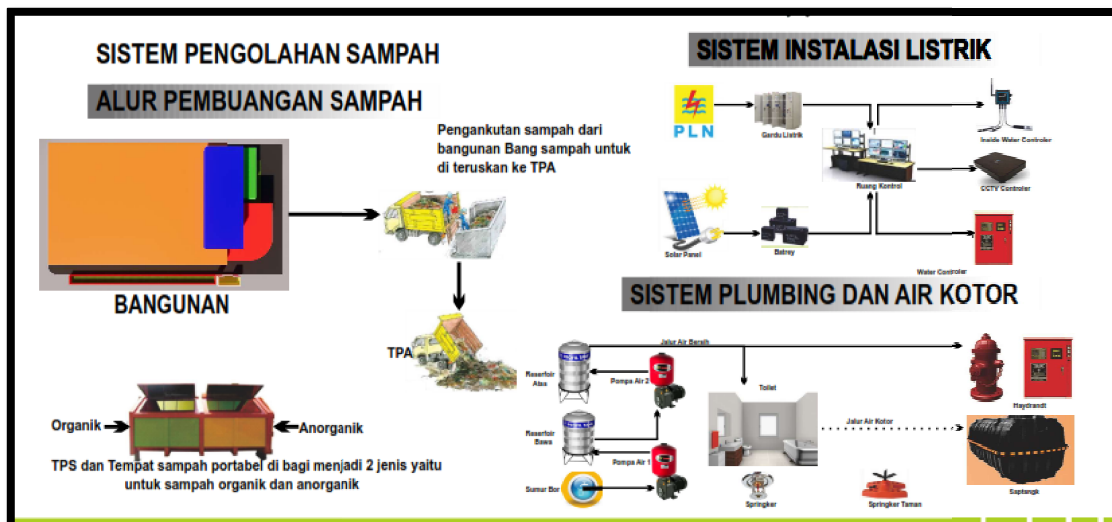 SISTEM PENGOLAHAN SAMPAH
ALUR PEMBUANGAN SAMPAH
Pengankutan sampah dari
bangunan Bang sampah untuk
di teruskan ke TPA
BANGUNAN
TPA
Organik
Anorganik
TPS dan Tempat sampah portabel di bagi menjadi 2 jenis yaitu
untuk sampah organik dan anorganik
SISTEM INSTALASI LISTRIK
PLN
Gardu Listrik
Ruang Kontrol
Inside Water Controler
CCTV Controler
Solar Panel
Batrey
Water Controler
SISTEM PLUMBING DAN AIR KOTOR
Jalur Air Bersih
Reserfoir
Atas
Pompa Air 2
Toilet
Haydrandt
Reserfoir
Bawa
Pompa Air 1
Jalur Air Kotor
Sumur Bor
Springker
Springker Taman
Saptangk